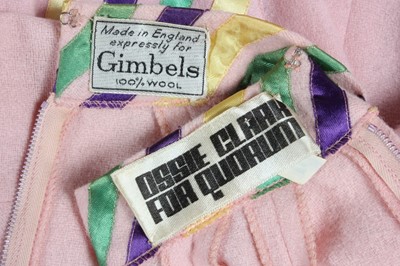 Made in England
expressly for
Gimbels
100% WOOL
OSSIE CLARK
FOR QUORUM